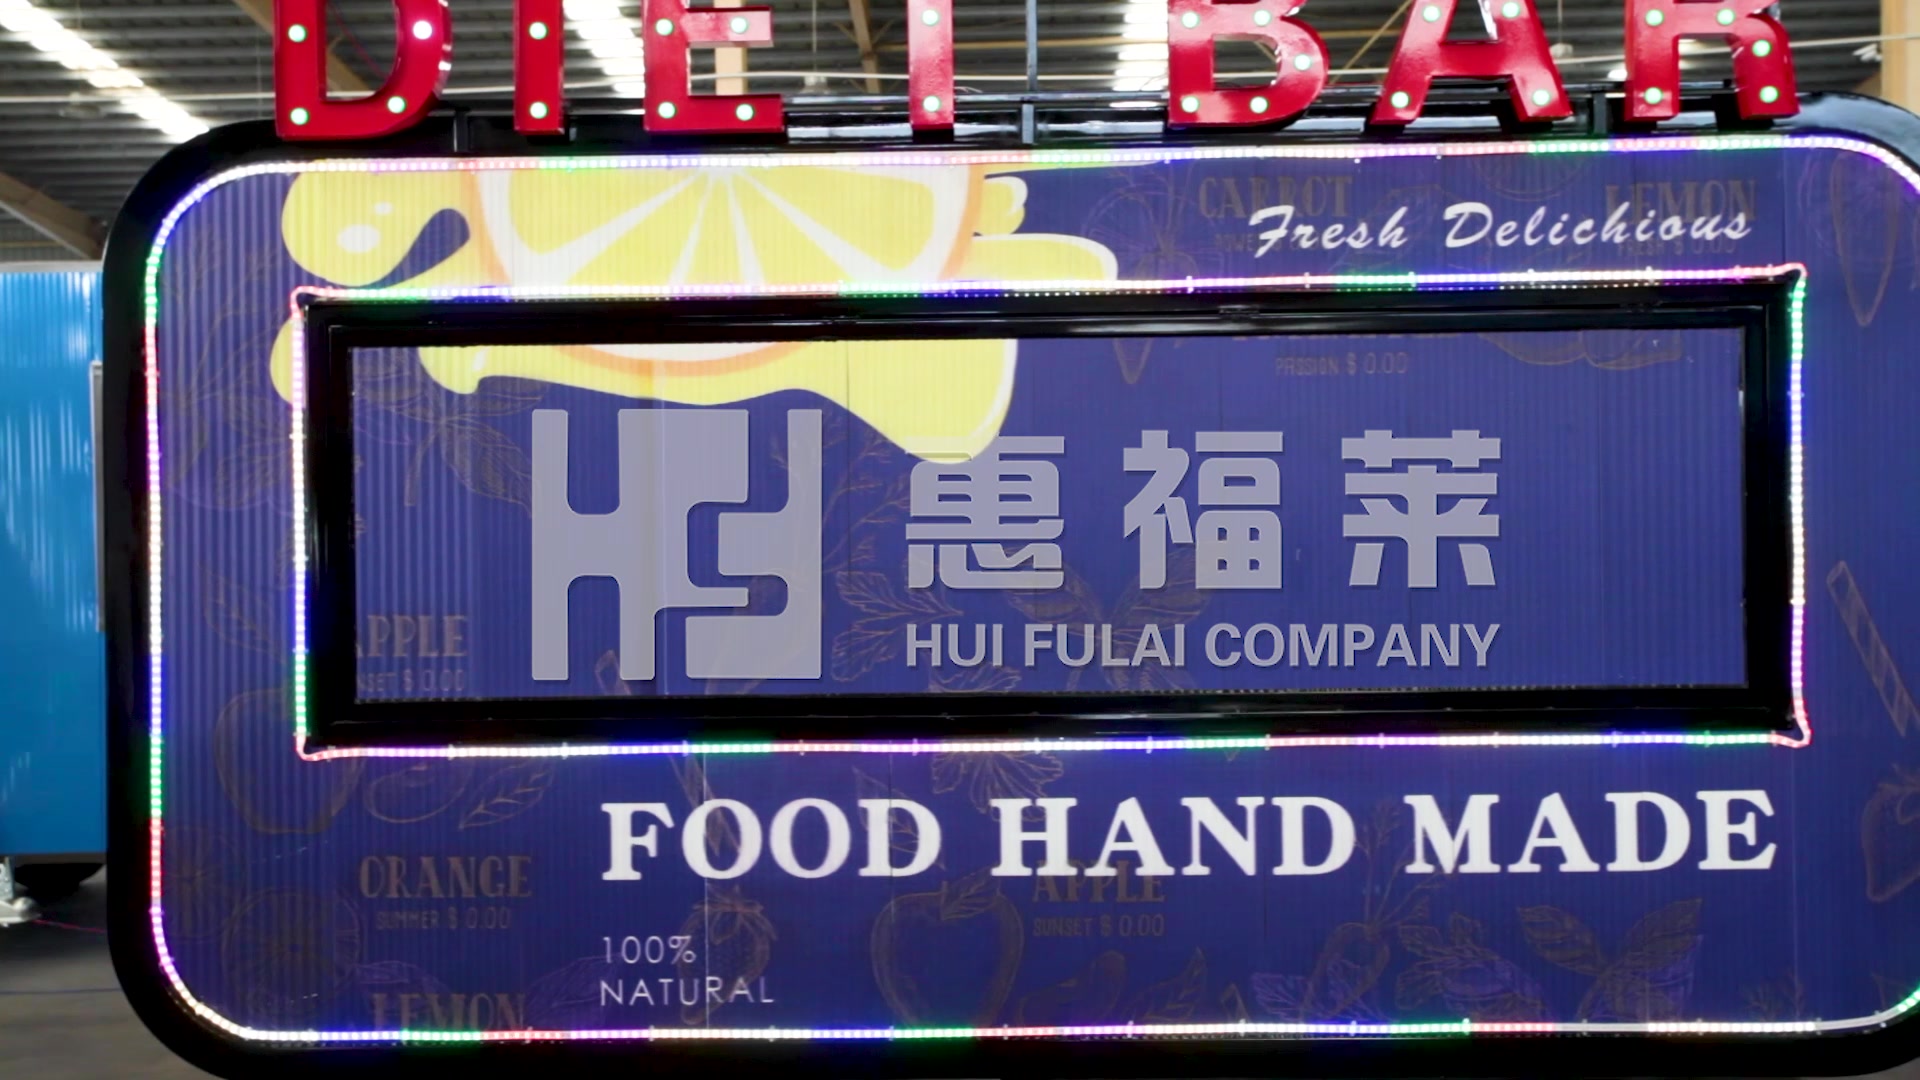 DIET BAR
CARROT
LEMON
Fresh Delichious
PASSION $ 0.00
惠福莱
HUI FULAI COMPANY
APPLE
SUNSET $ 0.00
FOOD HAND MADE
ORANGE
SUMMER $ 0.00
APPLE
SUNSET $ 0.00
100%
NATURAL
LEMON